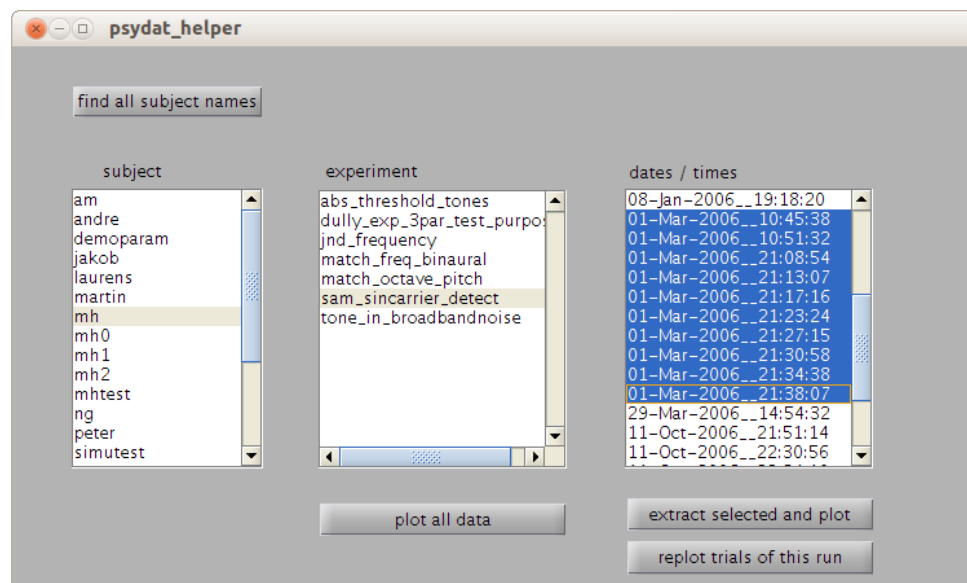 psydat_helper
find all subject names
subject
am
andre
demoparam
jakob
laurens
martin
mh
mh0
mh1
mh2
mhtest
ng
peter
simutest
experiment
abs_threshold_tones
dully_exp_3par_test_purpo
jnd_frequency
match_freq_binaural
match_octave_pitch
sam_sincarrier_detect
tone_in_broadbandnoise
plot all data
dates / times
08-Jan-2006__19:18:20
01-Mar-2006__10:45:38
01-Mar-2006__10:51:32
01-Mar-2006__21:08:54
01-Mar-2006__21:13:07
01-Mar-2006__21:17:16
01-Mar-2006__21:23:24
01-Mar-2006__21:27:15
01-Mar-2006__21:30:58
01-Mar-2006__21:34:38
01-Mar-2006__21:38:07
29-Mar-2006__14:54:32
11-Oct-2006__21:51:14
11-Oct-2006__22:30:56
extract selected and plot
replot trials of this run